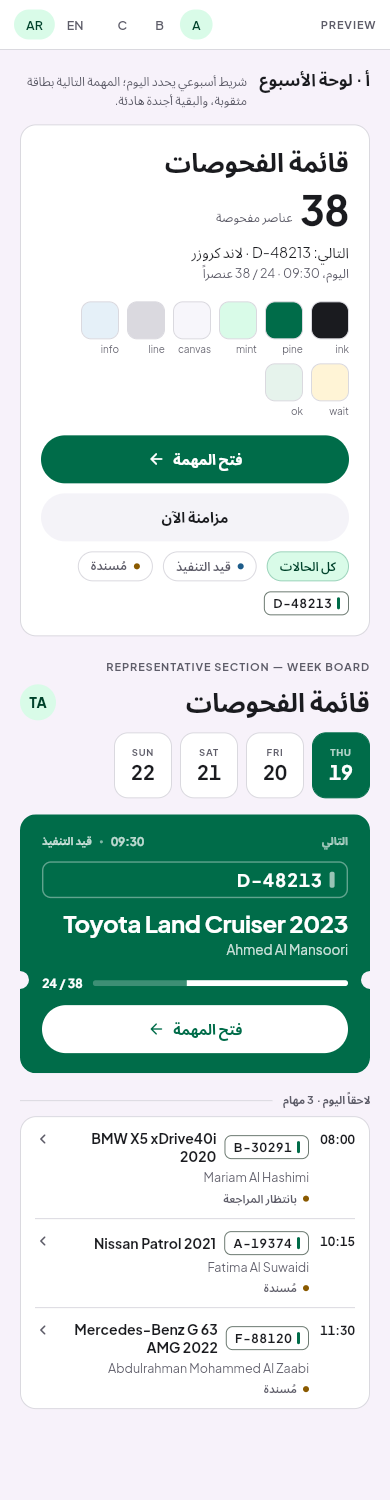 AR EN C B A PREVIEW
أ · لوحة الأسبوع
شريط أسبوعي يحدد اليوم؛ المهمة التالية بطاقة
مثقوبة، والبقية أجندة هادئة.
قائمة الفحوصات
38 عناصر مفحوصة
التالي: D-48213 · لاند كروزر
اليوم، 09:30 · 24 / 38 عنصراً
ink
pine
mint
canvas
line
info
wait
ok
فتح المهمة
مزامنة الآن
كل الحالات
قيد التنفيذ
مُسندة
D-48213
REPRESENTATIVE SECTION — WEEK BOARD
قائمة الفحوصات
TA
THU
19
FRI
20
SAT
21
SUN
22
التالي
09:30 · قيد التنفيذ
D-48213
Toyota Land Cruiser 2023
Ahmed Al Mansoori
24 / 38
فتح المهمة
لاحقاً اليوم · 3 مهام
08:00
B-30291
BMW X5 xDrive40i
2020
Mariam Al Hashimi
بانتظار المراجعة
10:15
A-19374
Nissan Patrol 2021
Fatima Al Suwaidi
مُسندة
11:30
F-88120
Mercedes-Benz G 63
AMG 2022
Abdulrahman Mohammed Al Zaabi
مُسندة